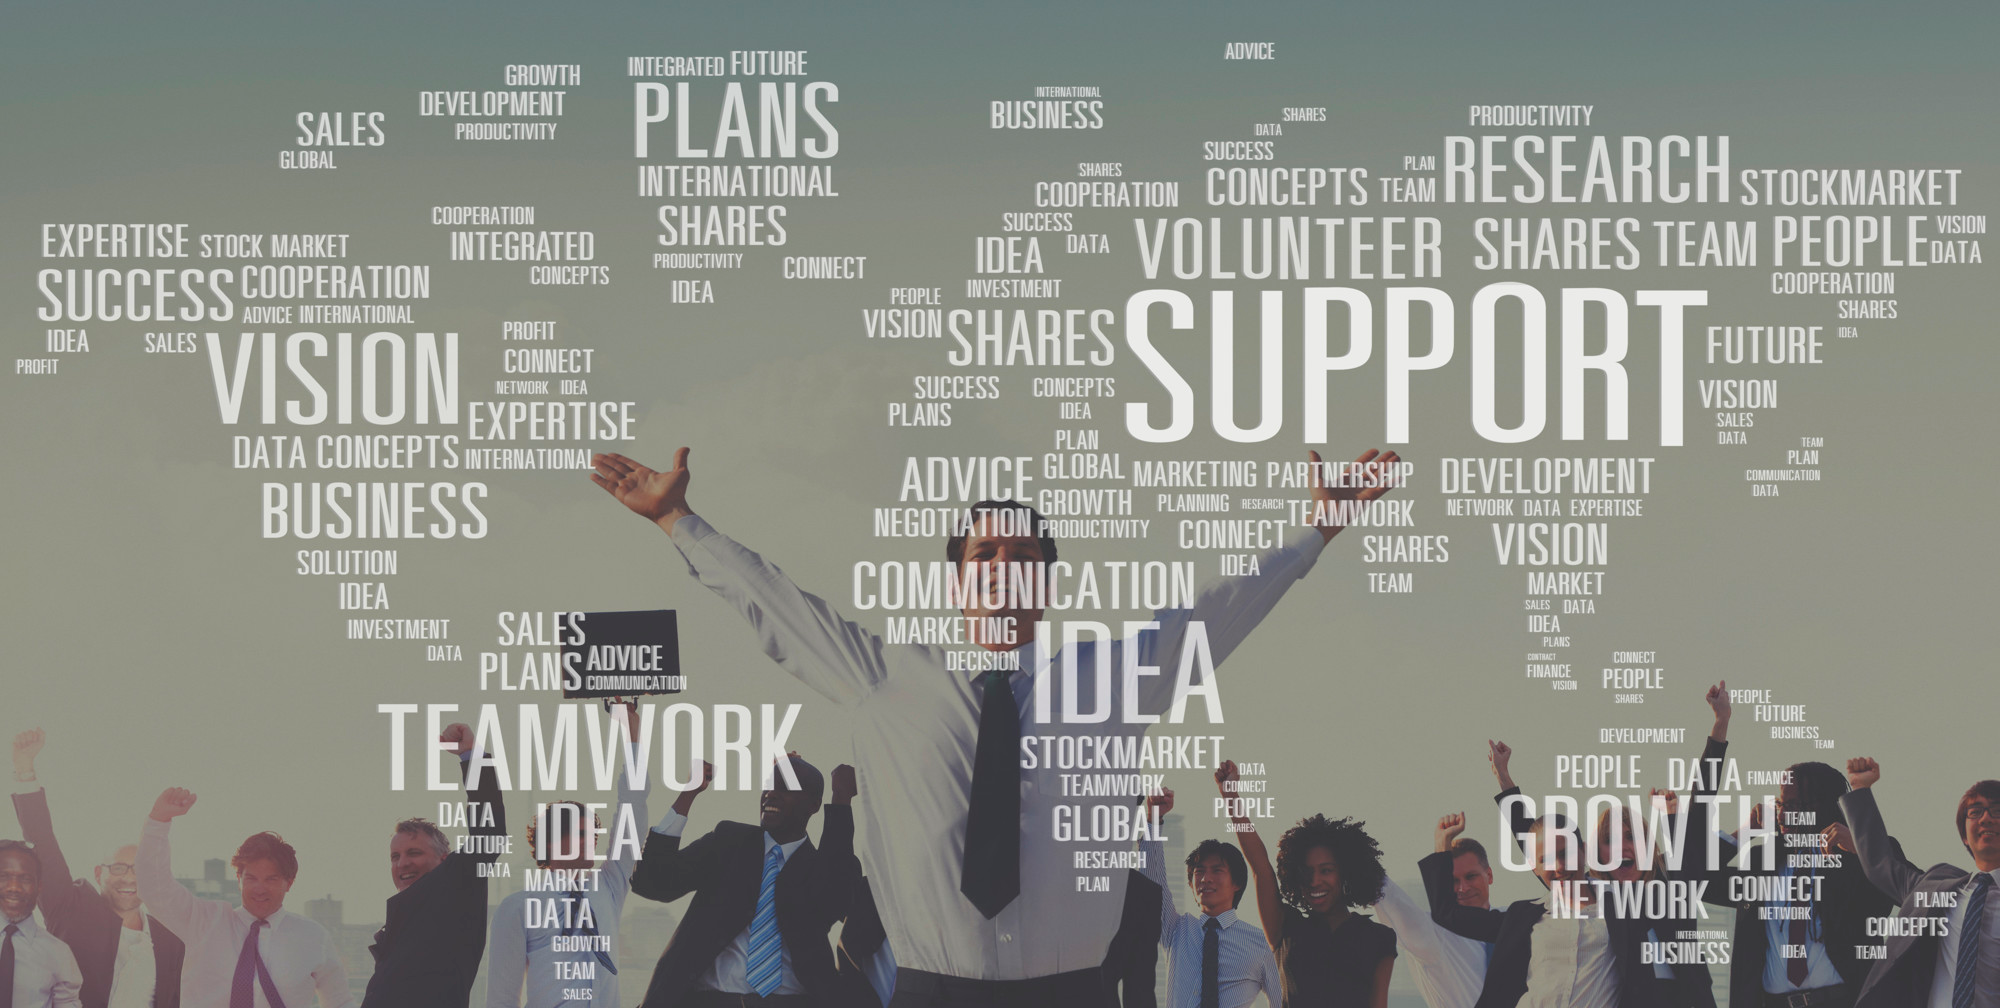 ADVICE
GROWTH
INTEGRATED FUTURE
DEVELOPMENT
PRODUCTIVITY
SALES
GLOBAL
PLANS
INTERNATIONAL
SHARES
PRODUCTIVITY
CONNECT
IDEA
COOPERATION
INTEGRATED
CONCEPTS
EXPERTISE STOCK MARKET
SUCCESS COOPERATION
ADVICE INTERNATIONAL
IDEA SALES
PROFIT
VISION
PROFIT
CONNECT
NETWORK IDEA
EXPERTISE
DATA CONCEPTS INTERNATIONAL
BUSINESS
SOLUTION
IDEA
INVESTMENT
DATA
SALES
PLANS ADVICE
COMMUNICATION
TEAMWORK
DATA IDEA
FUTURE
DATA
MARKET
DATA
GROWTH
TEAM
SALES
INTERNATIONAL
BUSINESS
SHARES
DATA
SUCCESS
SHARES
COOPERATION
CONCEPTS
PLAN
TEAM
PRODUCTIVITY
RESEARCH STOCKMARKET
SUCCESS
IDEA DATA
INVESTMENT
VOLUNTEER SHARES TEAM PEOPLE VISION
DATA
COOPERATION
SHARES
IDEA
PEOPLE
VISION SHARES SUPPORT FUTURE
SUCCESS CONCEPTS
PLANS IDEA
PLAN
VISION
SALES
DATA
TEAM
PLAN
COMMUNICATION
DATA
ADVICE GLOBAL MARKETING PARTNERSHIP DEVELOPMENT
GROWTH PLANNING RESEARCH TEAMWORK NETWORK DATA EXPERTISE
NEGOTIATION PRODUCTIVITY CONNECT
IDEA
SHARES
TEAM
VISION
MARKET
SALES DATA
IDEA
PLANS
CONTRACT
FINANCE
VISION
CONNECT
PEOPLE
SHARES
COMMUNICATION
MARKETING
DECISION
IDEA
STOCKMARKET
TEAMWORK
GLOBAL
RESEARCH
PLAN
DATA
CONNECT
PEOPLE
SHARES
PEOPLE
FUTURE
BUSINESS
TEAM
DEVELOPMENT
PEOPLE DATA FINANCE
GROWTH TEAM
SHARES
BUSINESS
NETWORK CONNECT
NETWORK
INTERNATIONAL
BUSINESS IDEA
PLANS
CONCEPTS
TEAM